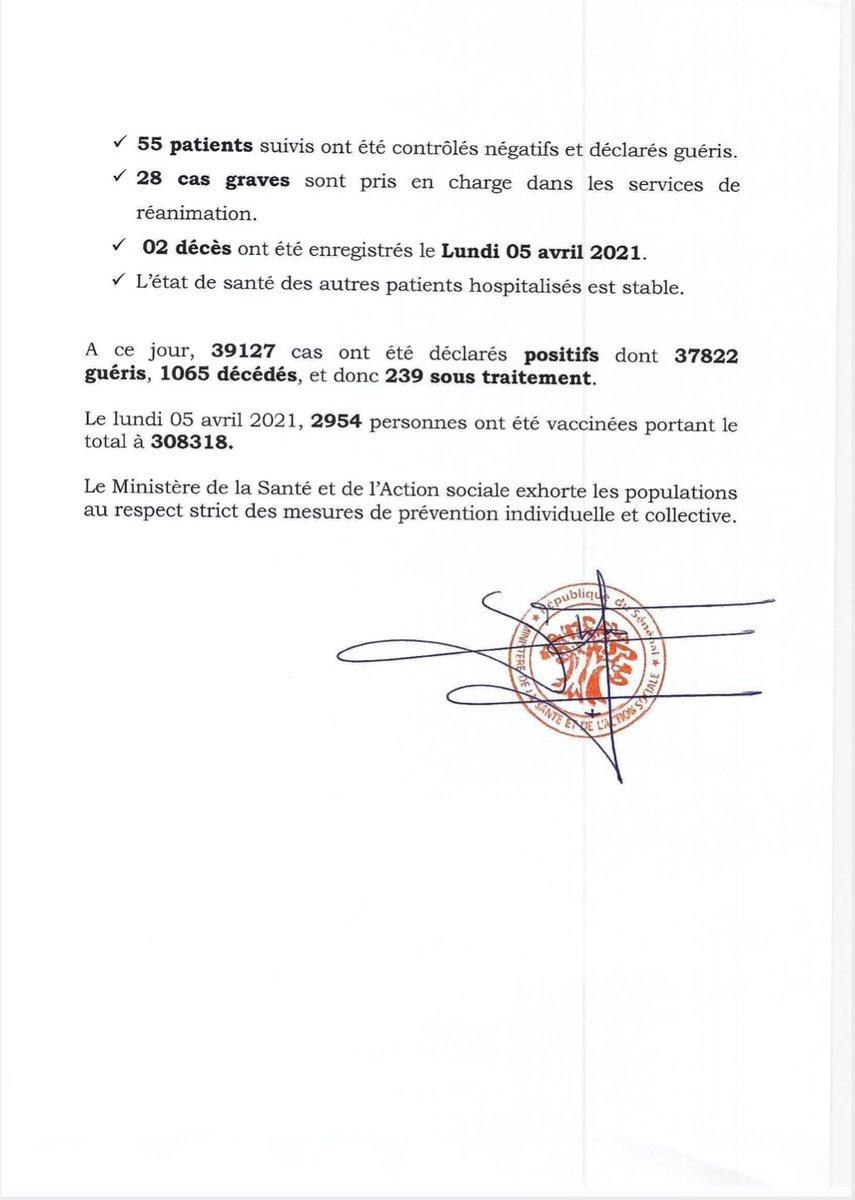 ✓ 55 patients suivis ont été contrôlés négatifs et déclarés guéris.
✓ 28 cas graves sont pris en charge dans les services de
réanimation.
✓ 02 décès ont été enregistrés le Lundi 05 avril 2021.
✓ L'état de santé des autres patients hospitalisés est stable.
A ce jour, 39127 cas ont été déclarés positifs dont 37822
guéris, 1065 décédés, et donc 239 sous traitement.
Le lundi 05 avril 2021, 2954 personnes ont été vaccinées portant le
total à 308318.
Le Ministère de la Santé et de l'Action sociale exhorte les populations
au respect strict des mesures de prévention individuelle et collective.
★ République du Sénégal ★
MINISTERE DE LA SANTÉ ET DE L'ACTION SOCIALE